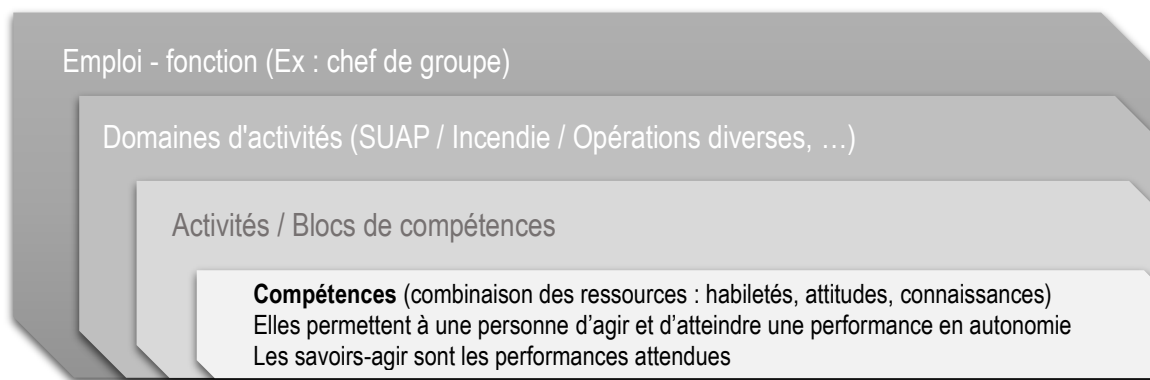 Emploi - fonction (Ex : chef de groupe)
Domaines d'activités (SUAP / Incendie / Opérations diverses, …)
Activités / Blocs de compétences
Compétences (combinaison des ressources : habiletés, attitudes, connaissances)
Elles permettent à une personne d’agir et d’atteindre une performance en autonomie
Les savoirs-agir sont les performances attendues